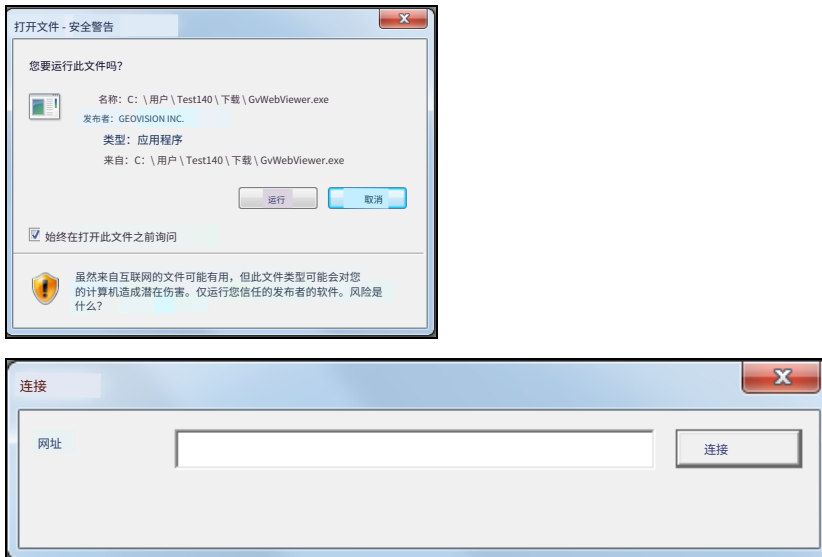 打开文件 - 安全警告
您要运行此文件吗?
名称: C: \ 用户 \ Test140 \ 下载 \ GvWebViewer.exe
发布者: GEOVISION INC.
类型: 应用程序
来自: C: \ 用户 \ Test140 \ 下载 \ GvWebViewer.exe
运行 取消
始终在打开此文件之前询问
虽然来自互联网的文件可能有用，但此文件类型可能会对您
的计算机造成潜在伤害。仅运行您信任的发布者的软件。风险是
什么?
连接
网址 连接